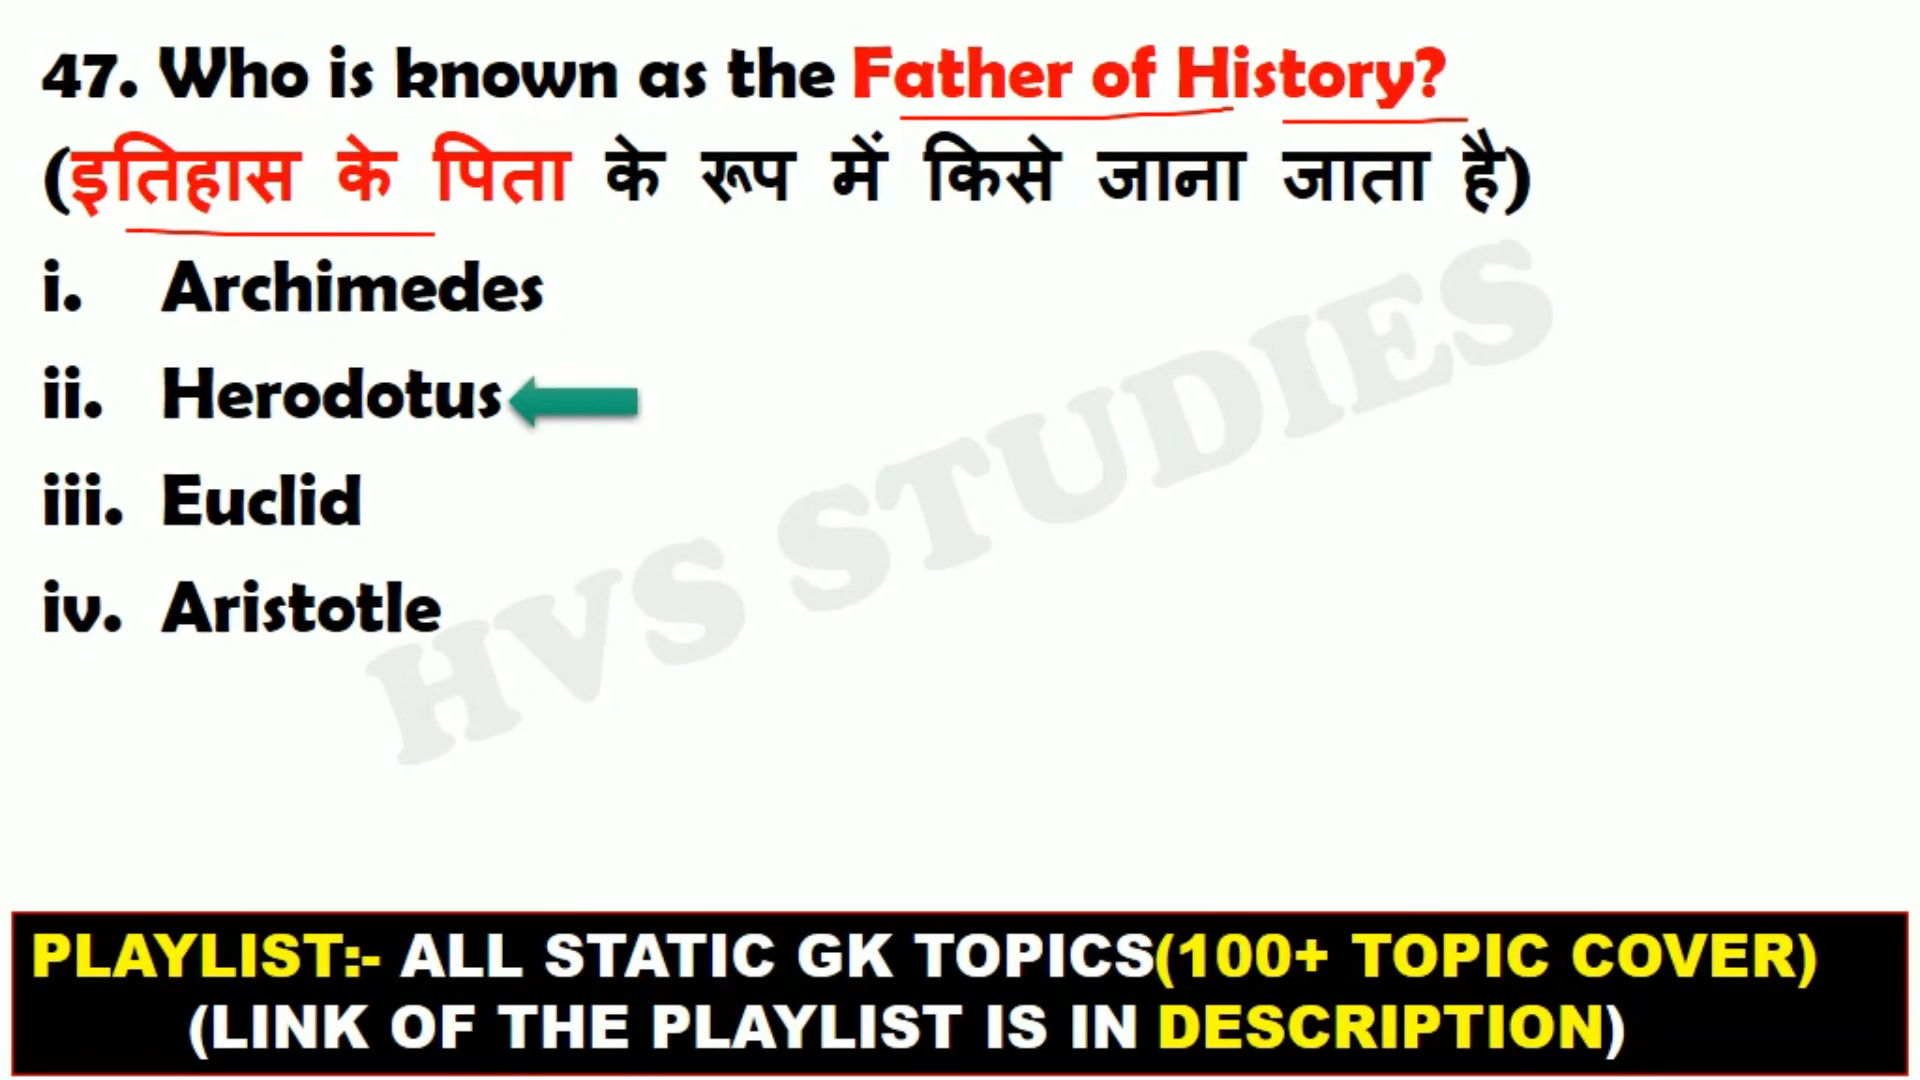 47. Who is known as the Father of History?
(इतिहास के पिता के रूप में किसे जाना जाता है)
i. Archimedes
ii. Herodotus
iii. Euclid
iv. Aristotle
HVS STUDIES
PLAYLIST:- ALL STATIC GK TOPICS(100+ TOPIC COVER)
(LINK OF THE PLAYLIST IS IN DESCRIPTION)